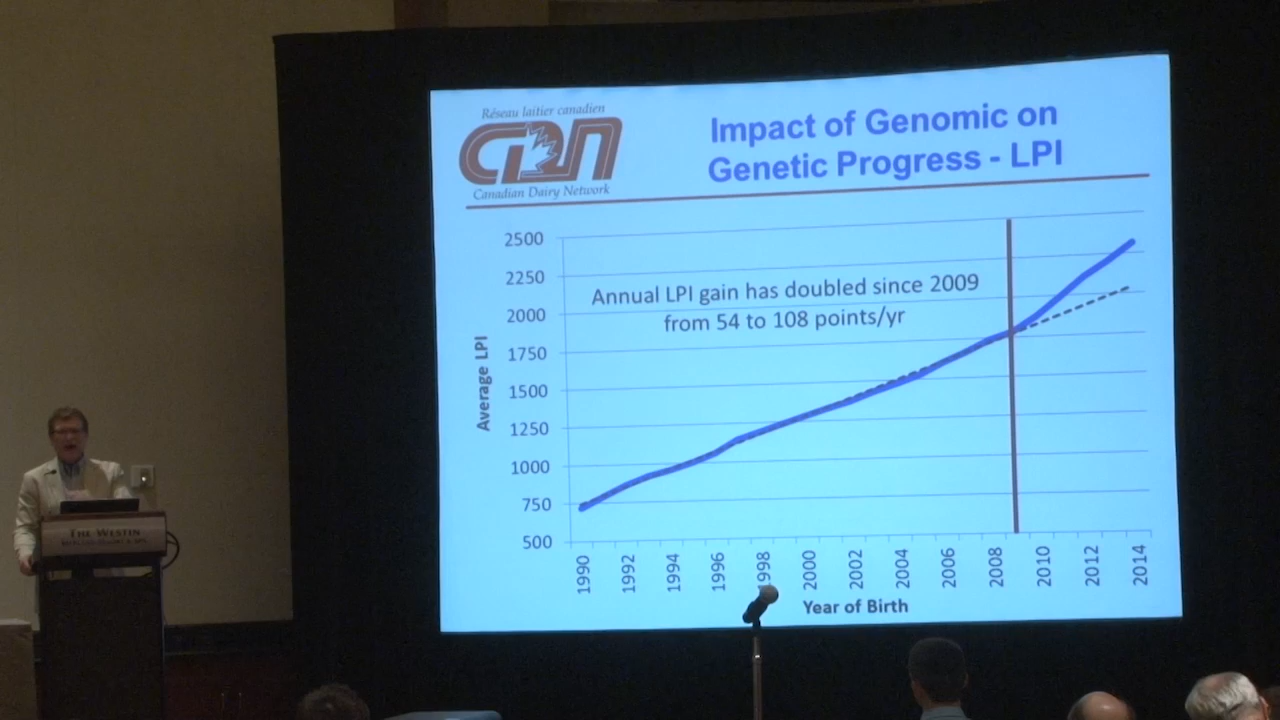 Réseau laitier canadien
CDN
Canadian Dairy Network
Impact of Genomic on
Genetic Progress - LPI
Annual LPI gain has doubled since 2009
from 54 to 108 points/yr
Average LPI
2500
2250
2000
1750
1500
1250
1000
750
500
1990 1992 1994 1996 1998 2000 2002 2004 2006 2008 2010 2012 2014
Year of Birth
THE WESTIN